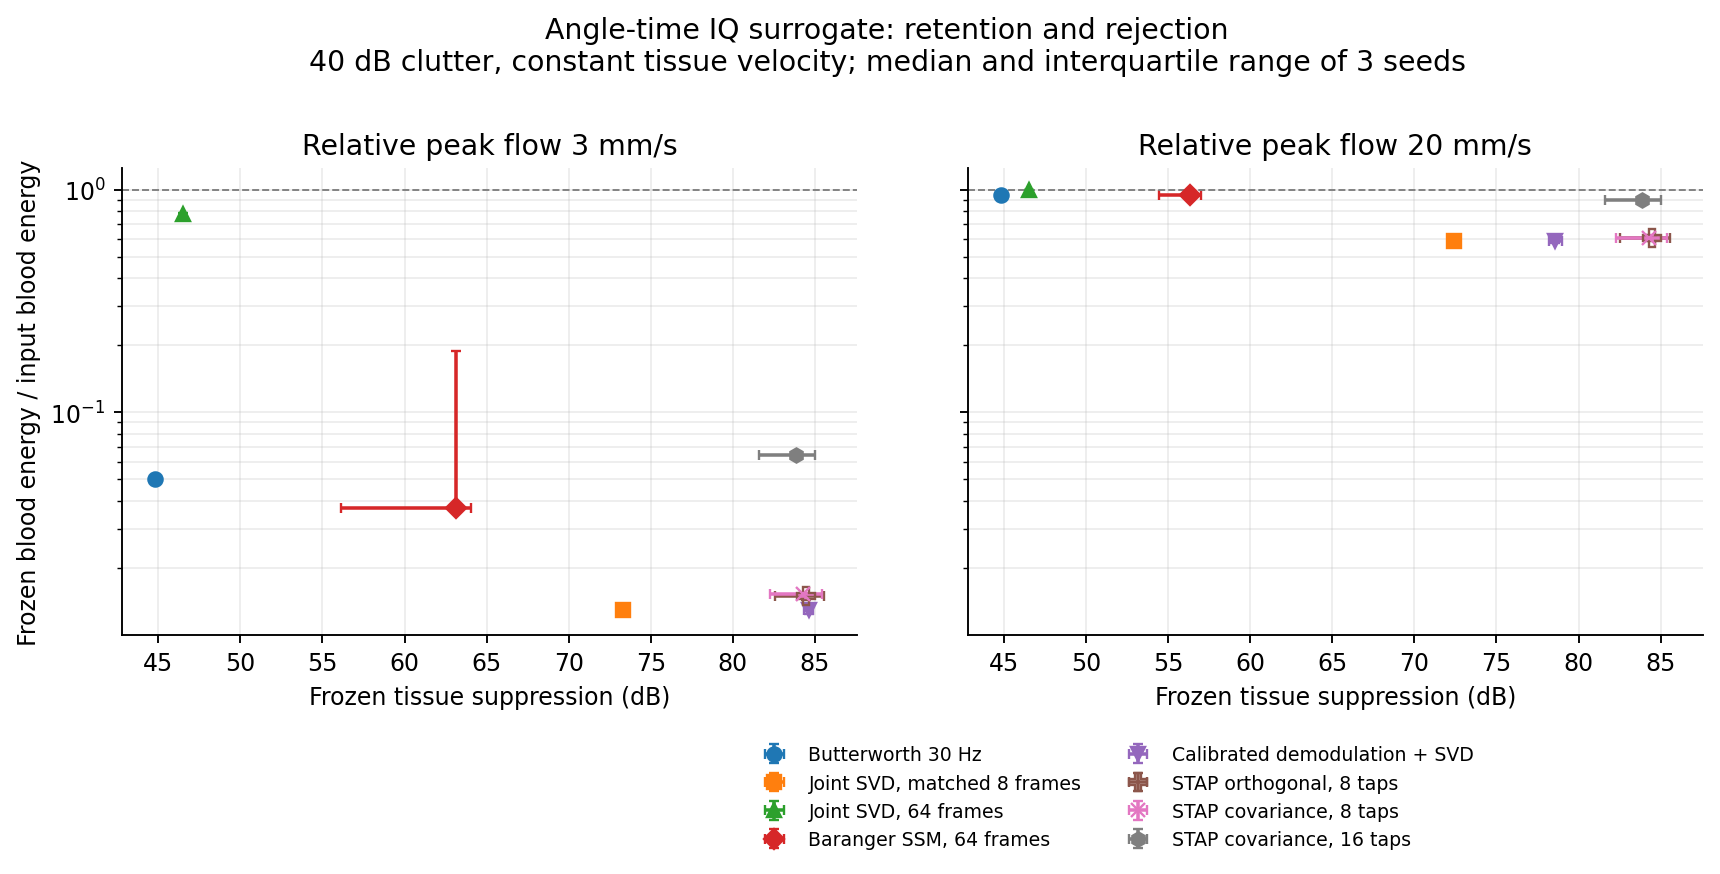 Angle-time IQ surrogate: retention and rejection
40 dB clutter, constant tissue velocity; median and interquartile range of 3 seeds
Relative peak flow 3 mm/s
Relative peak flow 20 mm/s
Frozen blood energy / input blood energy
10⁰
10⁻¹
45 50 55 60 65 70 75 80 85
45 50 55 60 65 70 75 80 85
Frozen tissue suppression (dB)
Frozen tissue suppression (dB)
Butterworth 30 Hz
Joint SVD, matched 8 frames
Joint SVD, 64 frames
Baranger SSM, 64 frames
Calibrated demodulation + SVD
STAP orthogonal, 8 taps
STAP covariance, 8 taps
STAP covariance, 16 taps